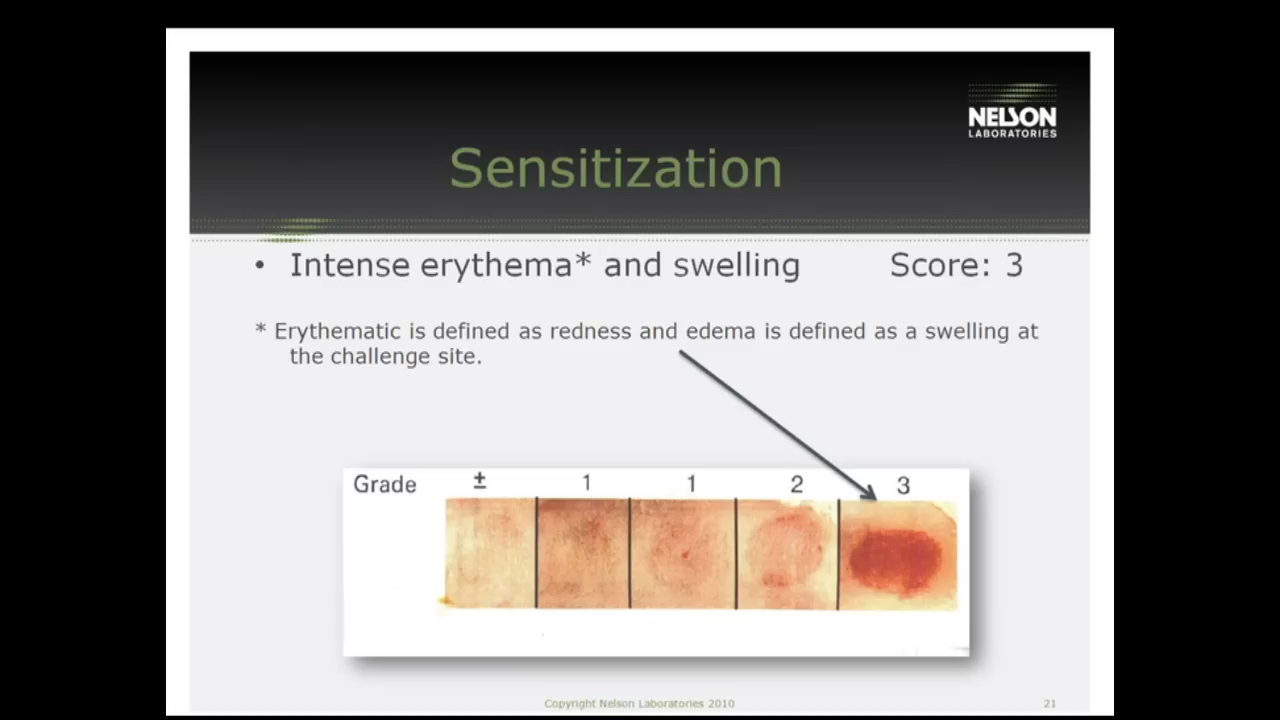 NELSON
LABORATORIES
Sensitization
• Intense erythema* and swelling Score: 3
* Erythematic is defined as redness and edema is defined as a swelling at
the challenge site.
Grade ± 1 1 2 3
Copyright Nelson Laboratories 2010 21